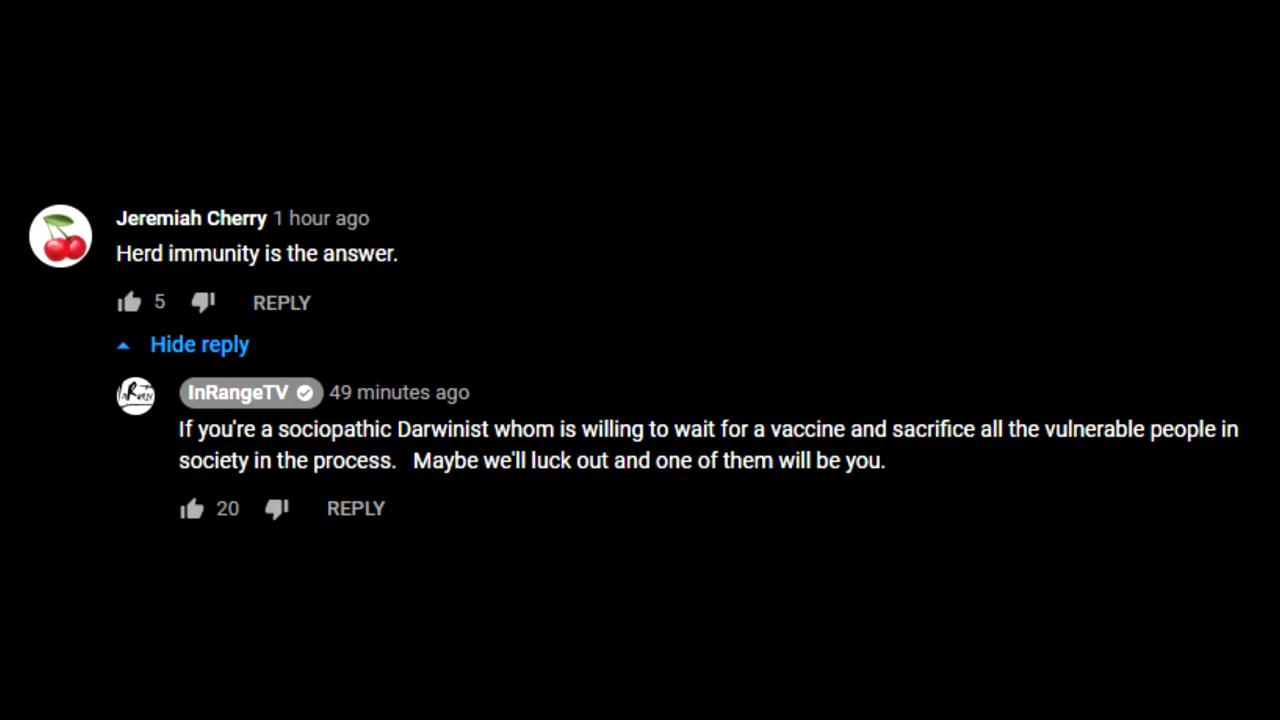 Jeremiah Cherry 1 hour ago
Herd immunity is the answer.
5 REPLY
Hide reply
InRangeTV 49 minutes ago
If you're a sociopathic Darwinist whom is willing to wait for a vaccine and sacrifice all the vulnerable people in
society in the process.   Maybe we'll luck out and one of them will be you.
20 REPLY